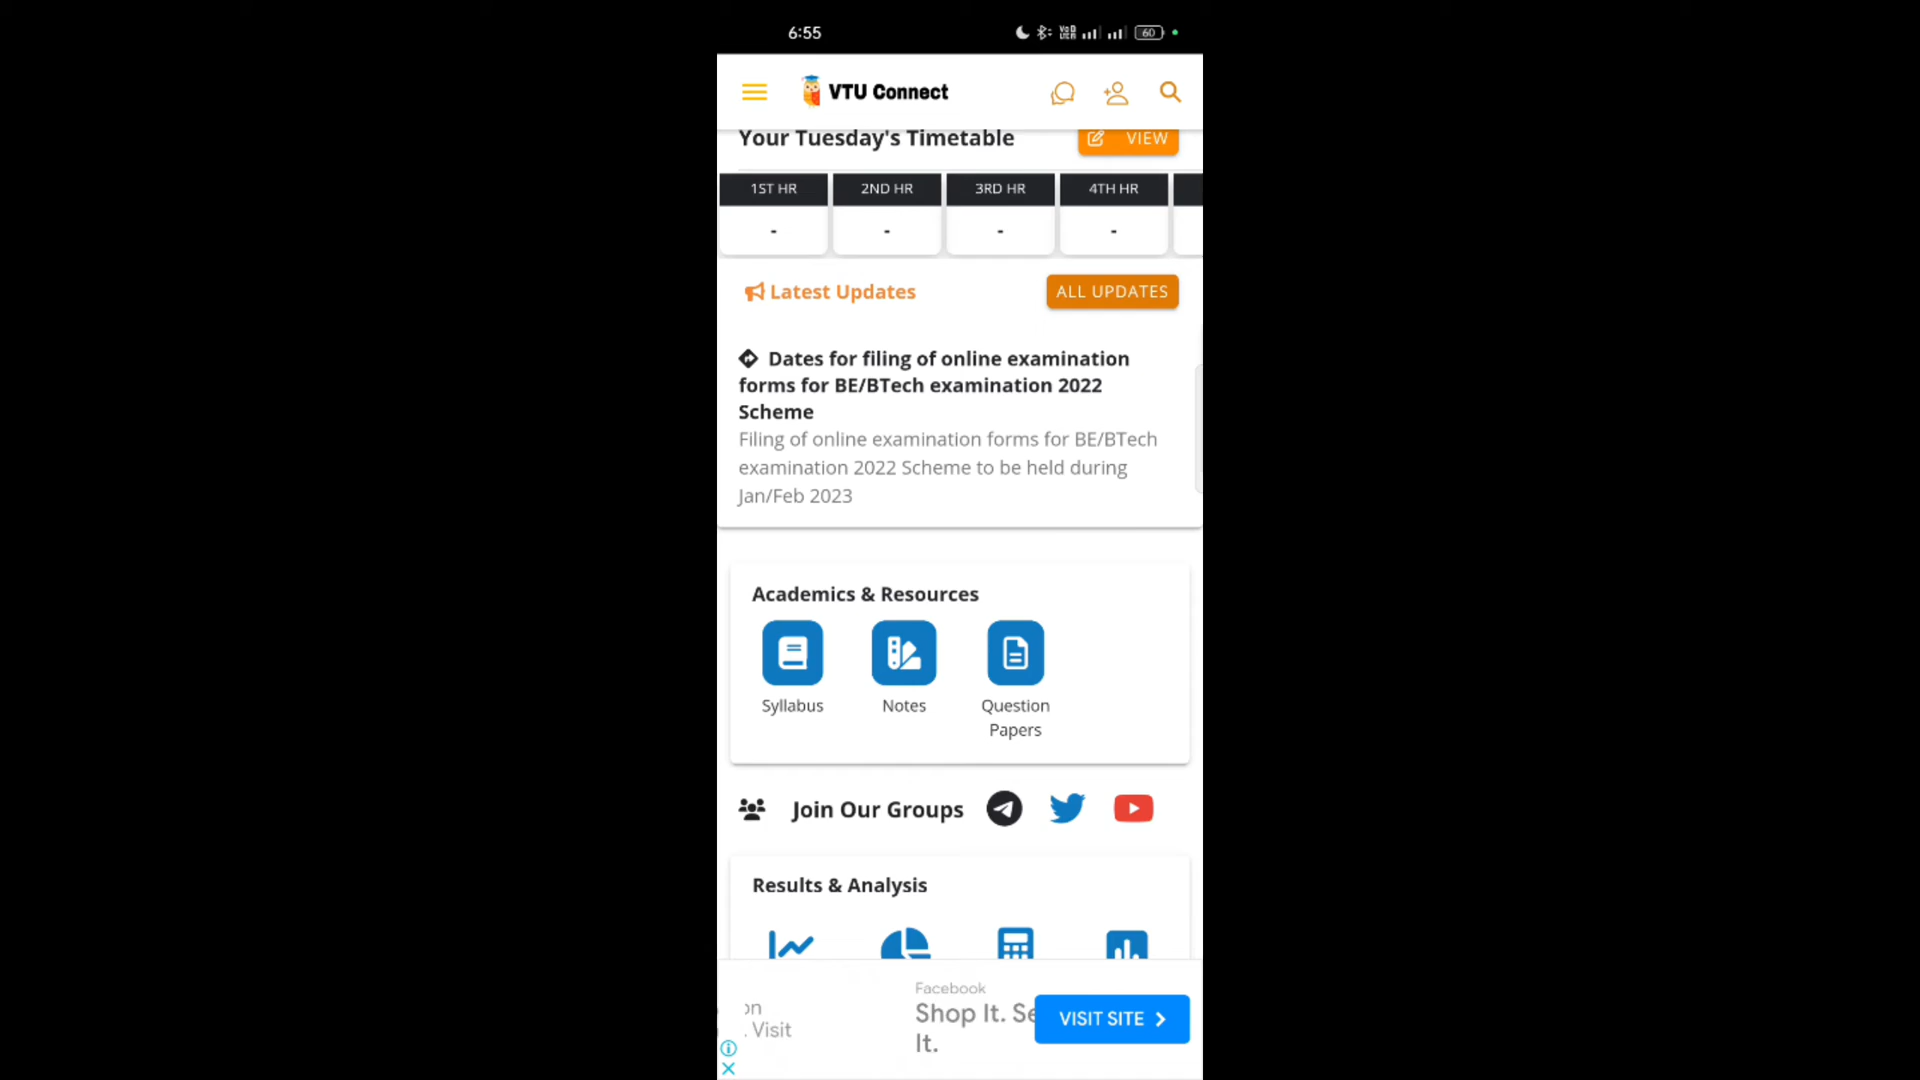 6:55
VoD
LTER
60
VTU Connect
Your Tuesday's Timetable
VIEW
1ST HR
2ND HR
3RD HR
4TH HR
-
-
-
-
Latest Updates
ALL UPDATES
Dates for filing of online examination
forms for BE/BTech examination 2022
Scheme
Filing of online examination forms for BE/BTech
examination 2022 Scheme to be held during
Jan/Feb 2023
Academics & Resources
Syllabus
Notes
Question
Papers
Join Our Groups
Results & Analysis
on
. Visit
Facebook
Shop It. Se
It.
VISIT SITE